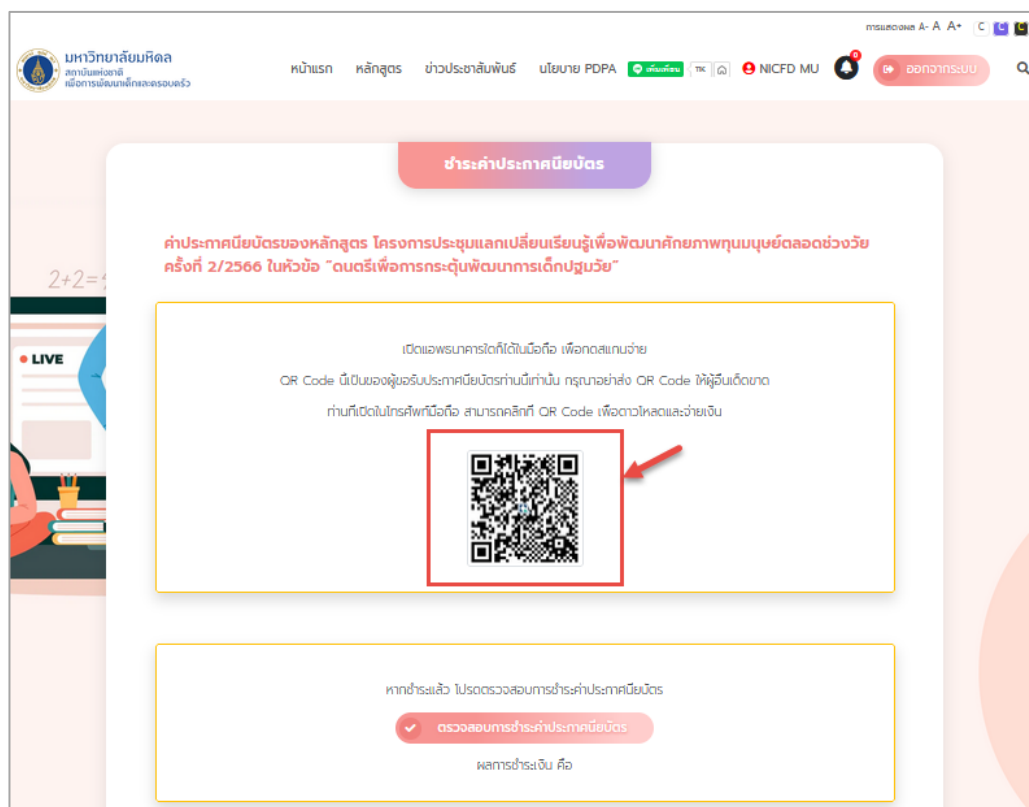 การแสดงผล A- A A+ C C C
มหาวิทยาลัยมหิดล
สถาบันแห่งชาติ
เพื่อการพัฒนาเด็กและครอบครัว
หน้าแรก หลักสูตร ข่าวประชาสัมพันธ์ นโยบาย PDPA เพิ่มเพื่อน NICFD MU 0 ออกจากระบบ
ชำระค่าประกาศนียบัตร
ค่าประกาศนียบัตรของหลักสูตร โครงการประชุมแลกเปลี่ยนเรียนรู้เพื่อพัฒนาศักยภาพทุนมนุษย์ตลอดช่วงวัย
ครั้งที่ 2/2566 ในหัวข้อ "ดนตรีเพื่อการกระตุ้นพัฒนาการเด็กปฐมวัย"
2+2=
LIVE
เปิดแอพธนาคารใดก็ได้ในมือถือ เพื่อกดสแกนจ่าย
QR Code นี้เป็นของผู้ขอรับประกาศนียบัตรท่านนี้เท่านั้น กรุณาอย่าส่ง QR Code ให้ผู้อื่นเด็ดขาด
ท่านที่เปิดในโทรศัพท์มือถือ สามารถคลิกที่ QR Code เพื่อดาวโหลดและจ่ายเงิน
หากชำระแล้ว โปรดตรวจสอบการชำระค่าประกาศนียบัตร
ตรวจสอบการชำระค่าประกาศนียบัตร
ผลการชำระเงิน คือ